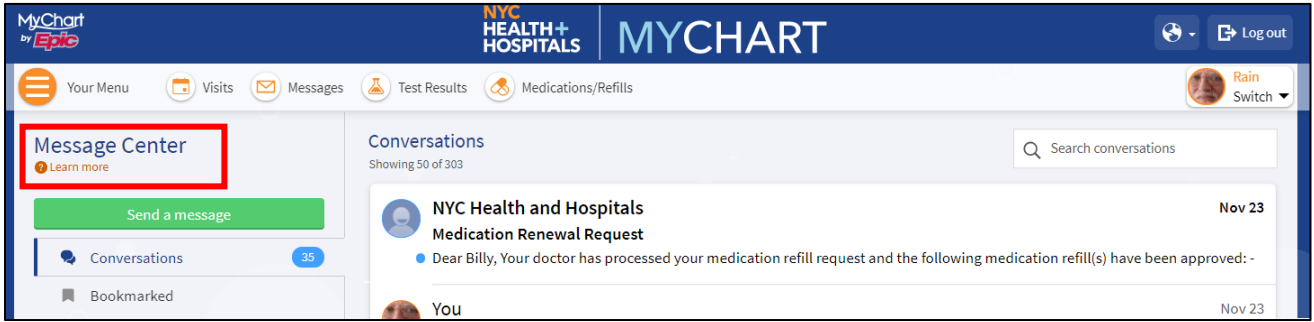 MyChart
by Epic
NYC
HEALTH+
HOSPITALS
MYCHART
Log out
Your Menu
Visits
Messages
Test Results
Medications/Refills
Rain
Switch
Message Center
Learn more
Send a message
Conversations 35
Bookmarked
Conversations
Showing 50 of 303
Search conversations
NYC Health and Hospitals Nov 23
Medication Renewal Request
Dear Billy, Your doctor has processed your medication refill request and the following medication refill(s) have been approved: -
You Nov 23